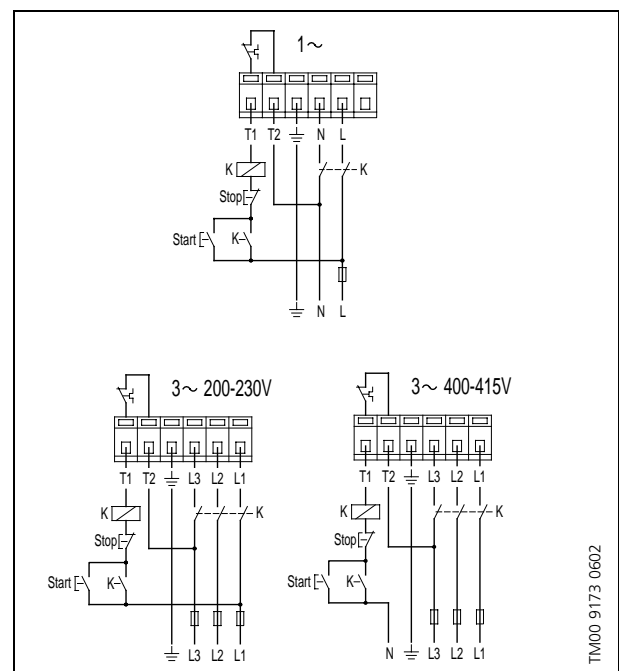 1∼
T1 T2 N L
K K
Stop
Start K
N L
3∼ 200-230V
T1 T2 L3 L2 L1
K K
Stop
Start K
L3 L2 L1
3∼ 400-415V
T1 T2 L3 L2 L1
K K
Stop
Start K
N L3 L2 L1
TM00 9173 0602